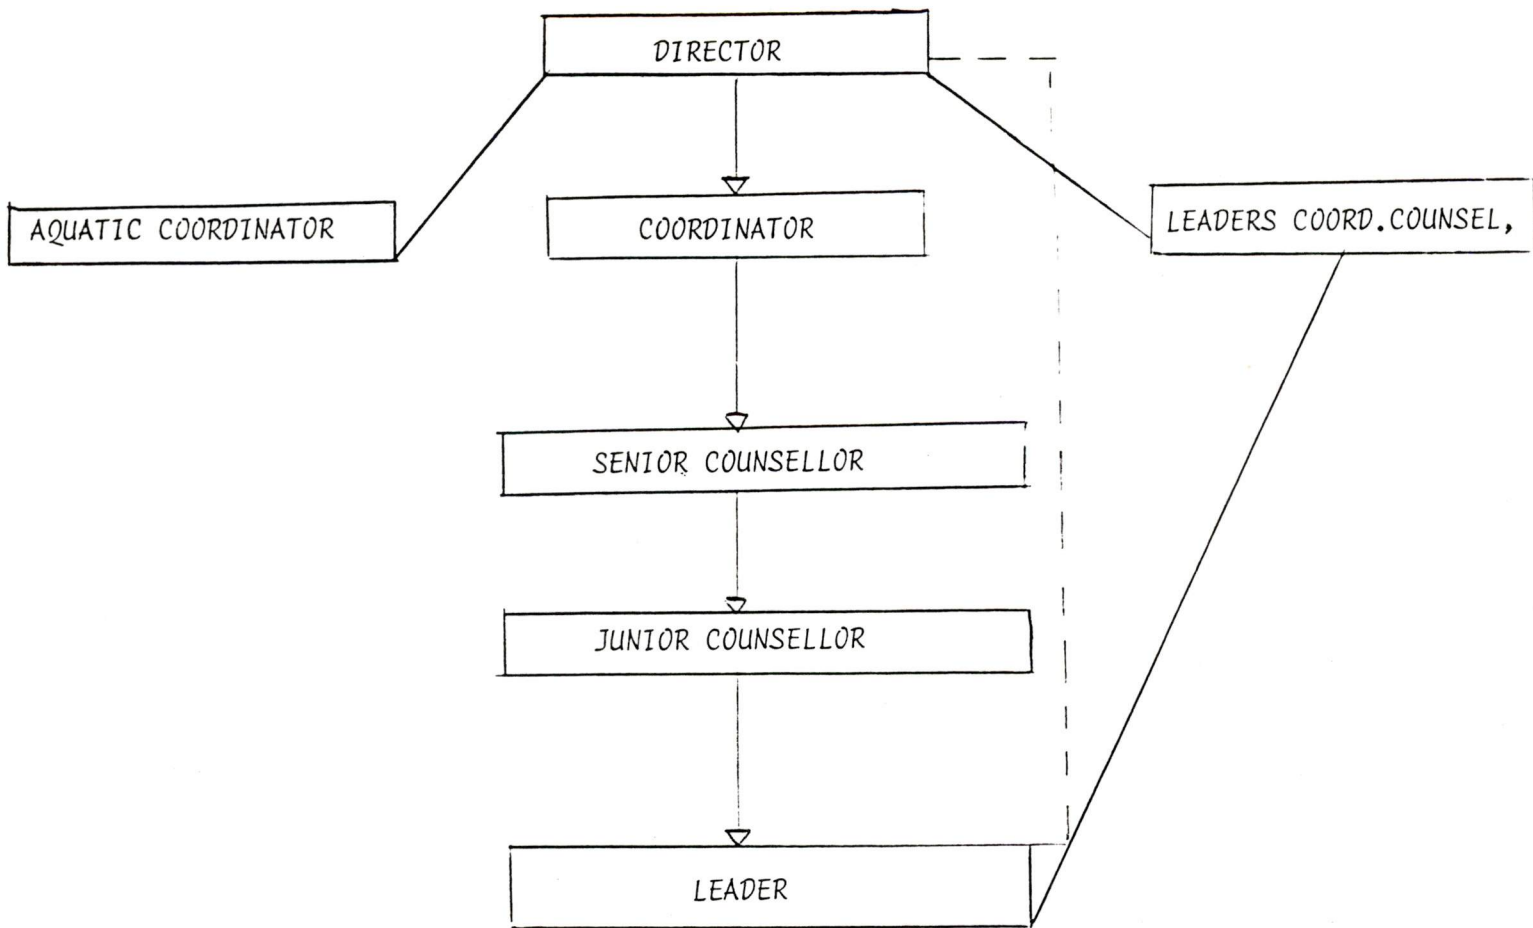 DIRECTOR
AQUATIC COORDINATOR
COORDINATOR
LEADERS COORD.COUNSEL,
SENIOR COUNSELLOR
JUNIOR COUNSELLOR
LEADER